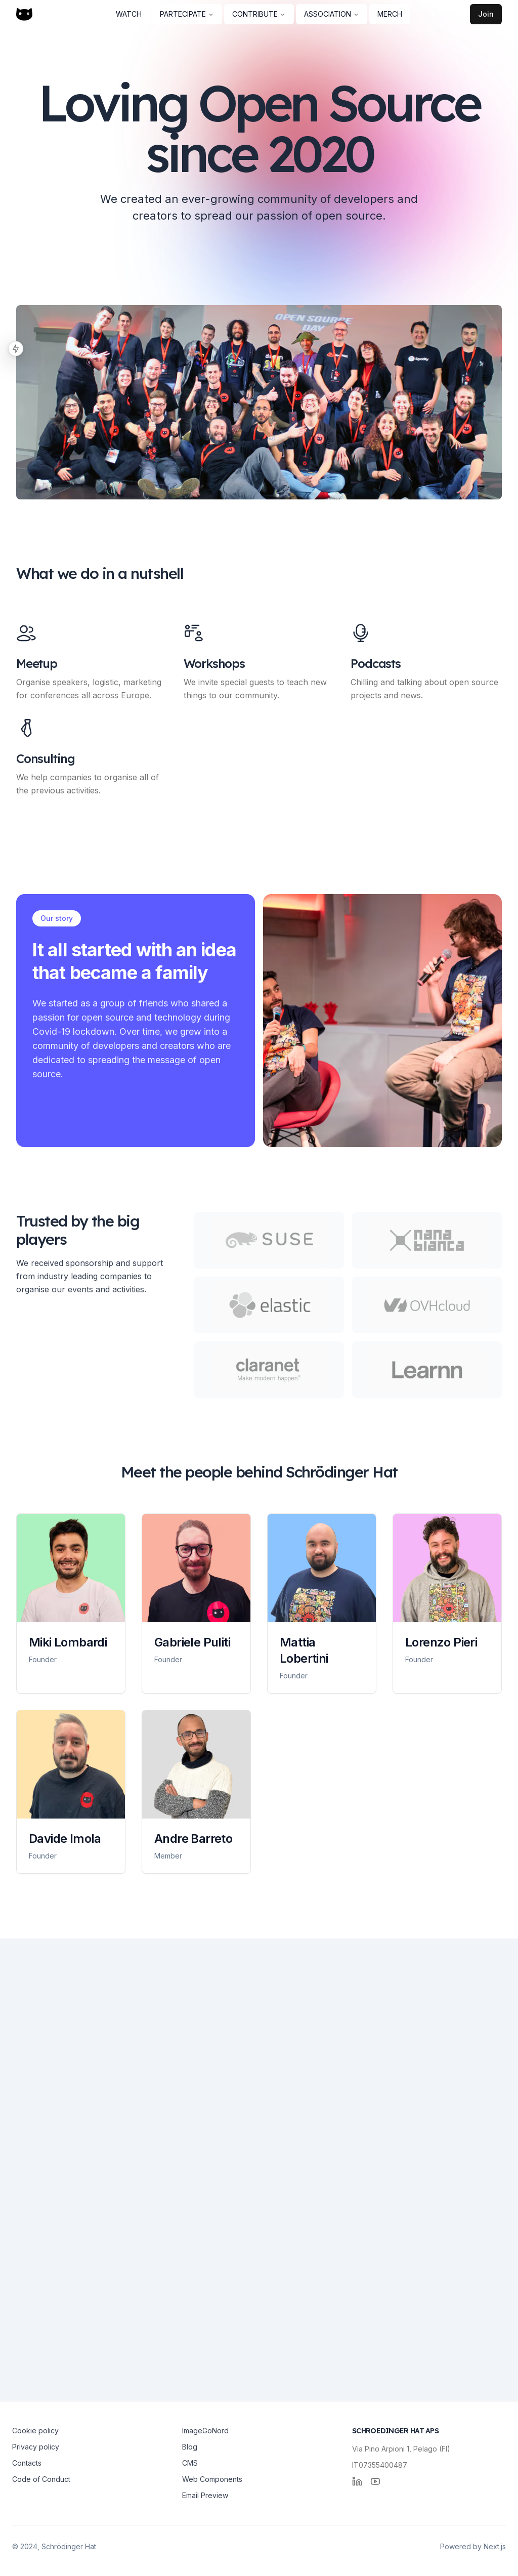 WATCH PARTECIPATE CONTRIBUTE ASSOCIATION MERCH Join
Loving Open Source
since 2020
We created an ever-growing community of developers and
creators to spread our passion of open source.
OPEN SOURCE
DAY
Spotify
What we do in a nutshell
Meetup
Organise speakers, logistic, marketing
for conferences all across Europe.
Workshops
We invite special guests to teach new
things to our community.
Podcasts
Chilling and talking about open source
projects and news.
Consulting
We help companies to organise all of
the previous activities.
Our story
It all started with an idea
that became a family
We started as a group of friends who shared a
passion for open source and technology during
Covid-19 lockdown. Over time, we grew into a
community of developers and creators who are
dedicated to spreading the message of open
source.
Trusted by the big
players
We received sponsorship and support
from industry leading companies to
organise our events and activities.
SUSE
nana
bianca
elastic
OVHcloud
claranet
Make modern happen®
Learnn
Meet the people behind Schrödinger Hat
Miki Lombardi
Founder
Gabriele Puliti
Founder
Mattia
Lobertini
Founder
Lorenzo Pieri
Founder
Davide Imola
Founder
Andre Barreto
Member
Cookie policy
Privacy policy
Contacts
Code of Conduct
ImageGoNord
Blog
CMS
Web Components
Email Preview
SCHROEDINGER HAT APS
Via Pino Arpioni 1, Pelago (FI)
IT07355400487
© 2024, Schrödinger Hat
Powered by Next.js